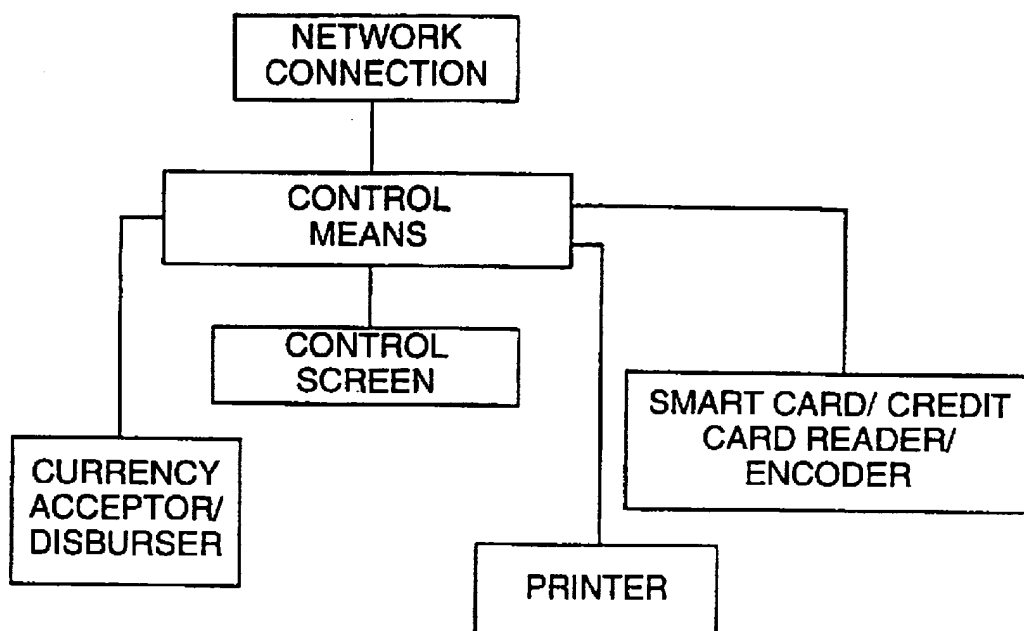 NETWORK
CONNECTION
CONTROL
MEANS
CONTROL
SCREEN
SMART CARD/ CREDIT
CARD READER/
ENCODER
CURRENCY
ACCEPTOR/
DISBURSER
PRINTER